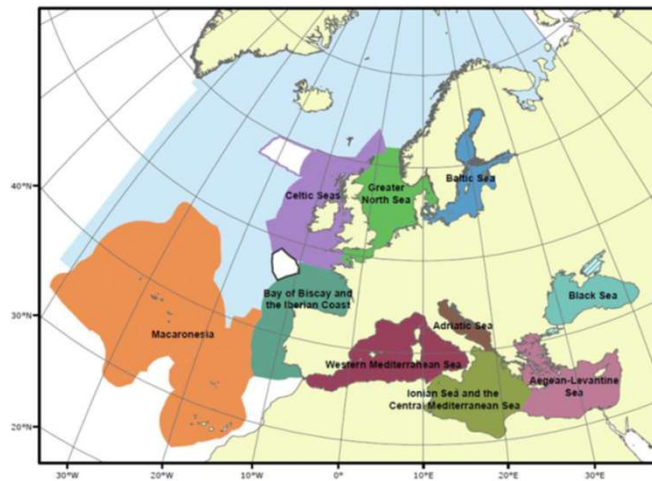 Celtic Seas
Greater
North Sea
Baltic Sea
40°N
Bay of Biscay and
the Iberian Coast
Black Sea
30°N
Macaronesia
Adriatic Sea
Western Mediterranean Sea
Aegean-Levantine
Sea
Ionian Sea and the
Central Mediterranean Sea
20°N
30°W
20°W
10°W
0°
10°E
20°E
30°E